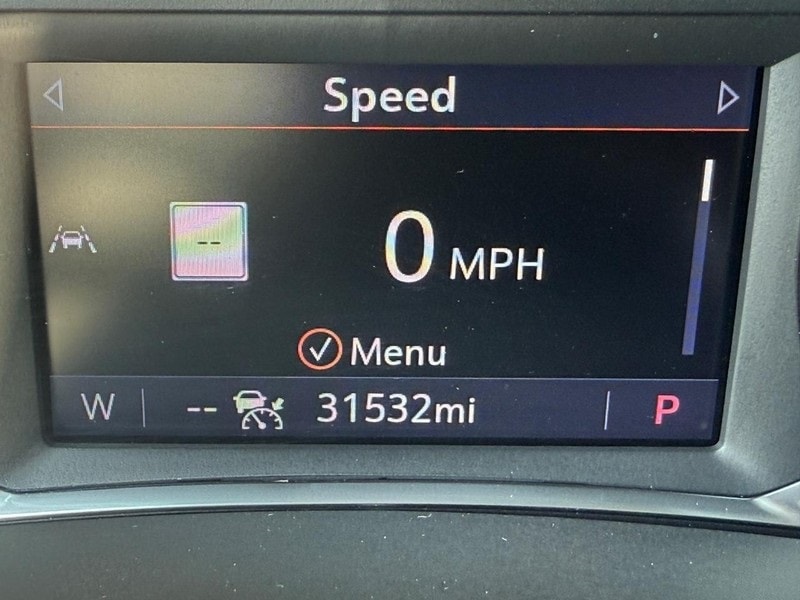 Speed
--
0 MPH
Menu
W -- 31532mi P